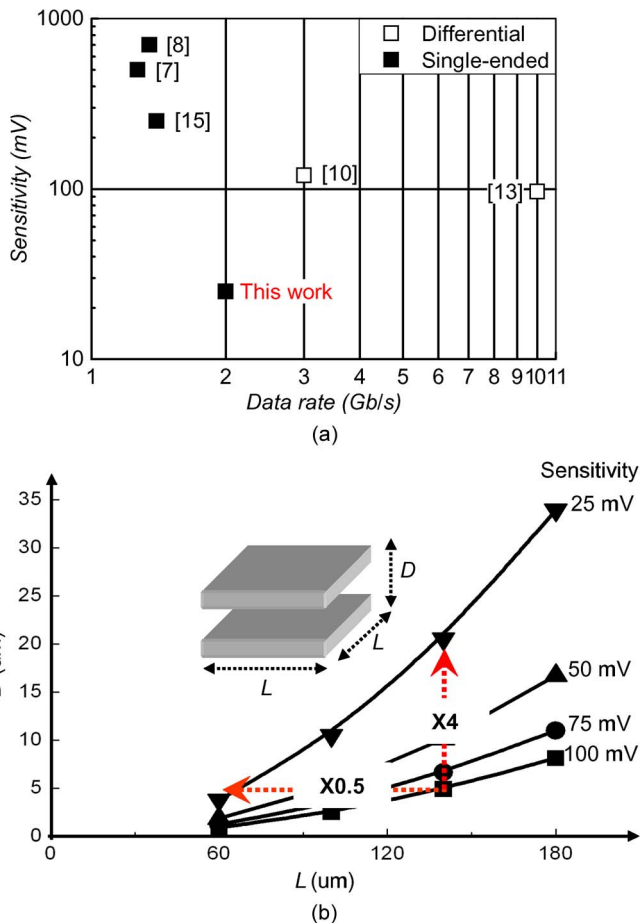 1000
[8]
[7]
[15]
Differential
Single-ended
[10]
[13]
100
This work
10
Sensitivity (mV)
1 2 3 4 5 6 7 8 9 10 11
Data rate (Gb/s)
(a)
Sensitivity
35
30
25
20
15
10
5
0
25 mV
50 mV
75 mV
100 mV
D
L
L
X4
X0.5
0 60 120 180
L (um)
(b)